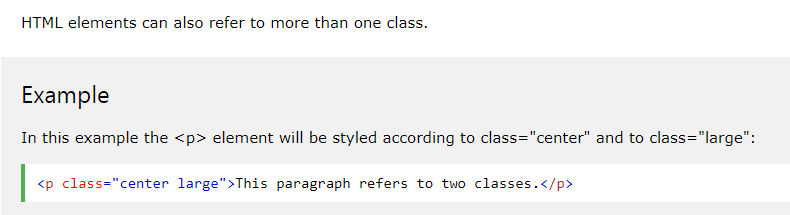 HTML elements can also refer to more than one class.
Example
In this example the <p> element will be styled according to class="center" and to class="large":
<p class="center large">This paragraph refers to two classes.</p>